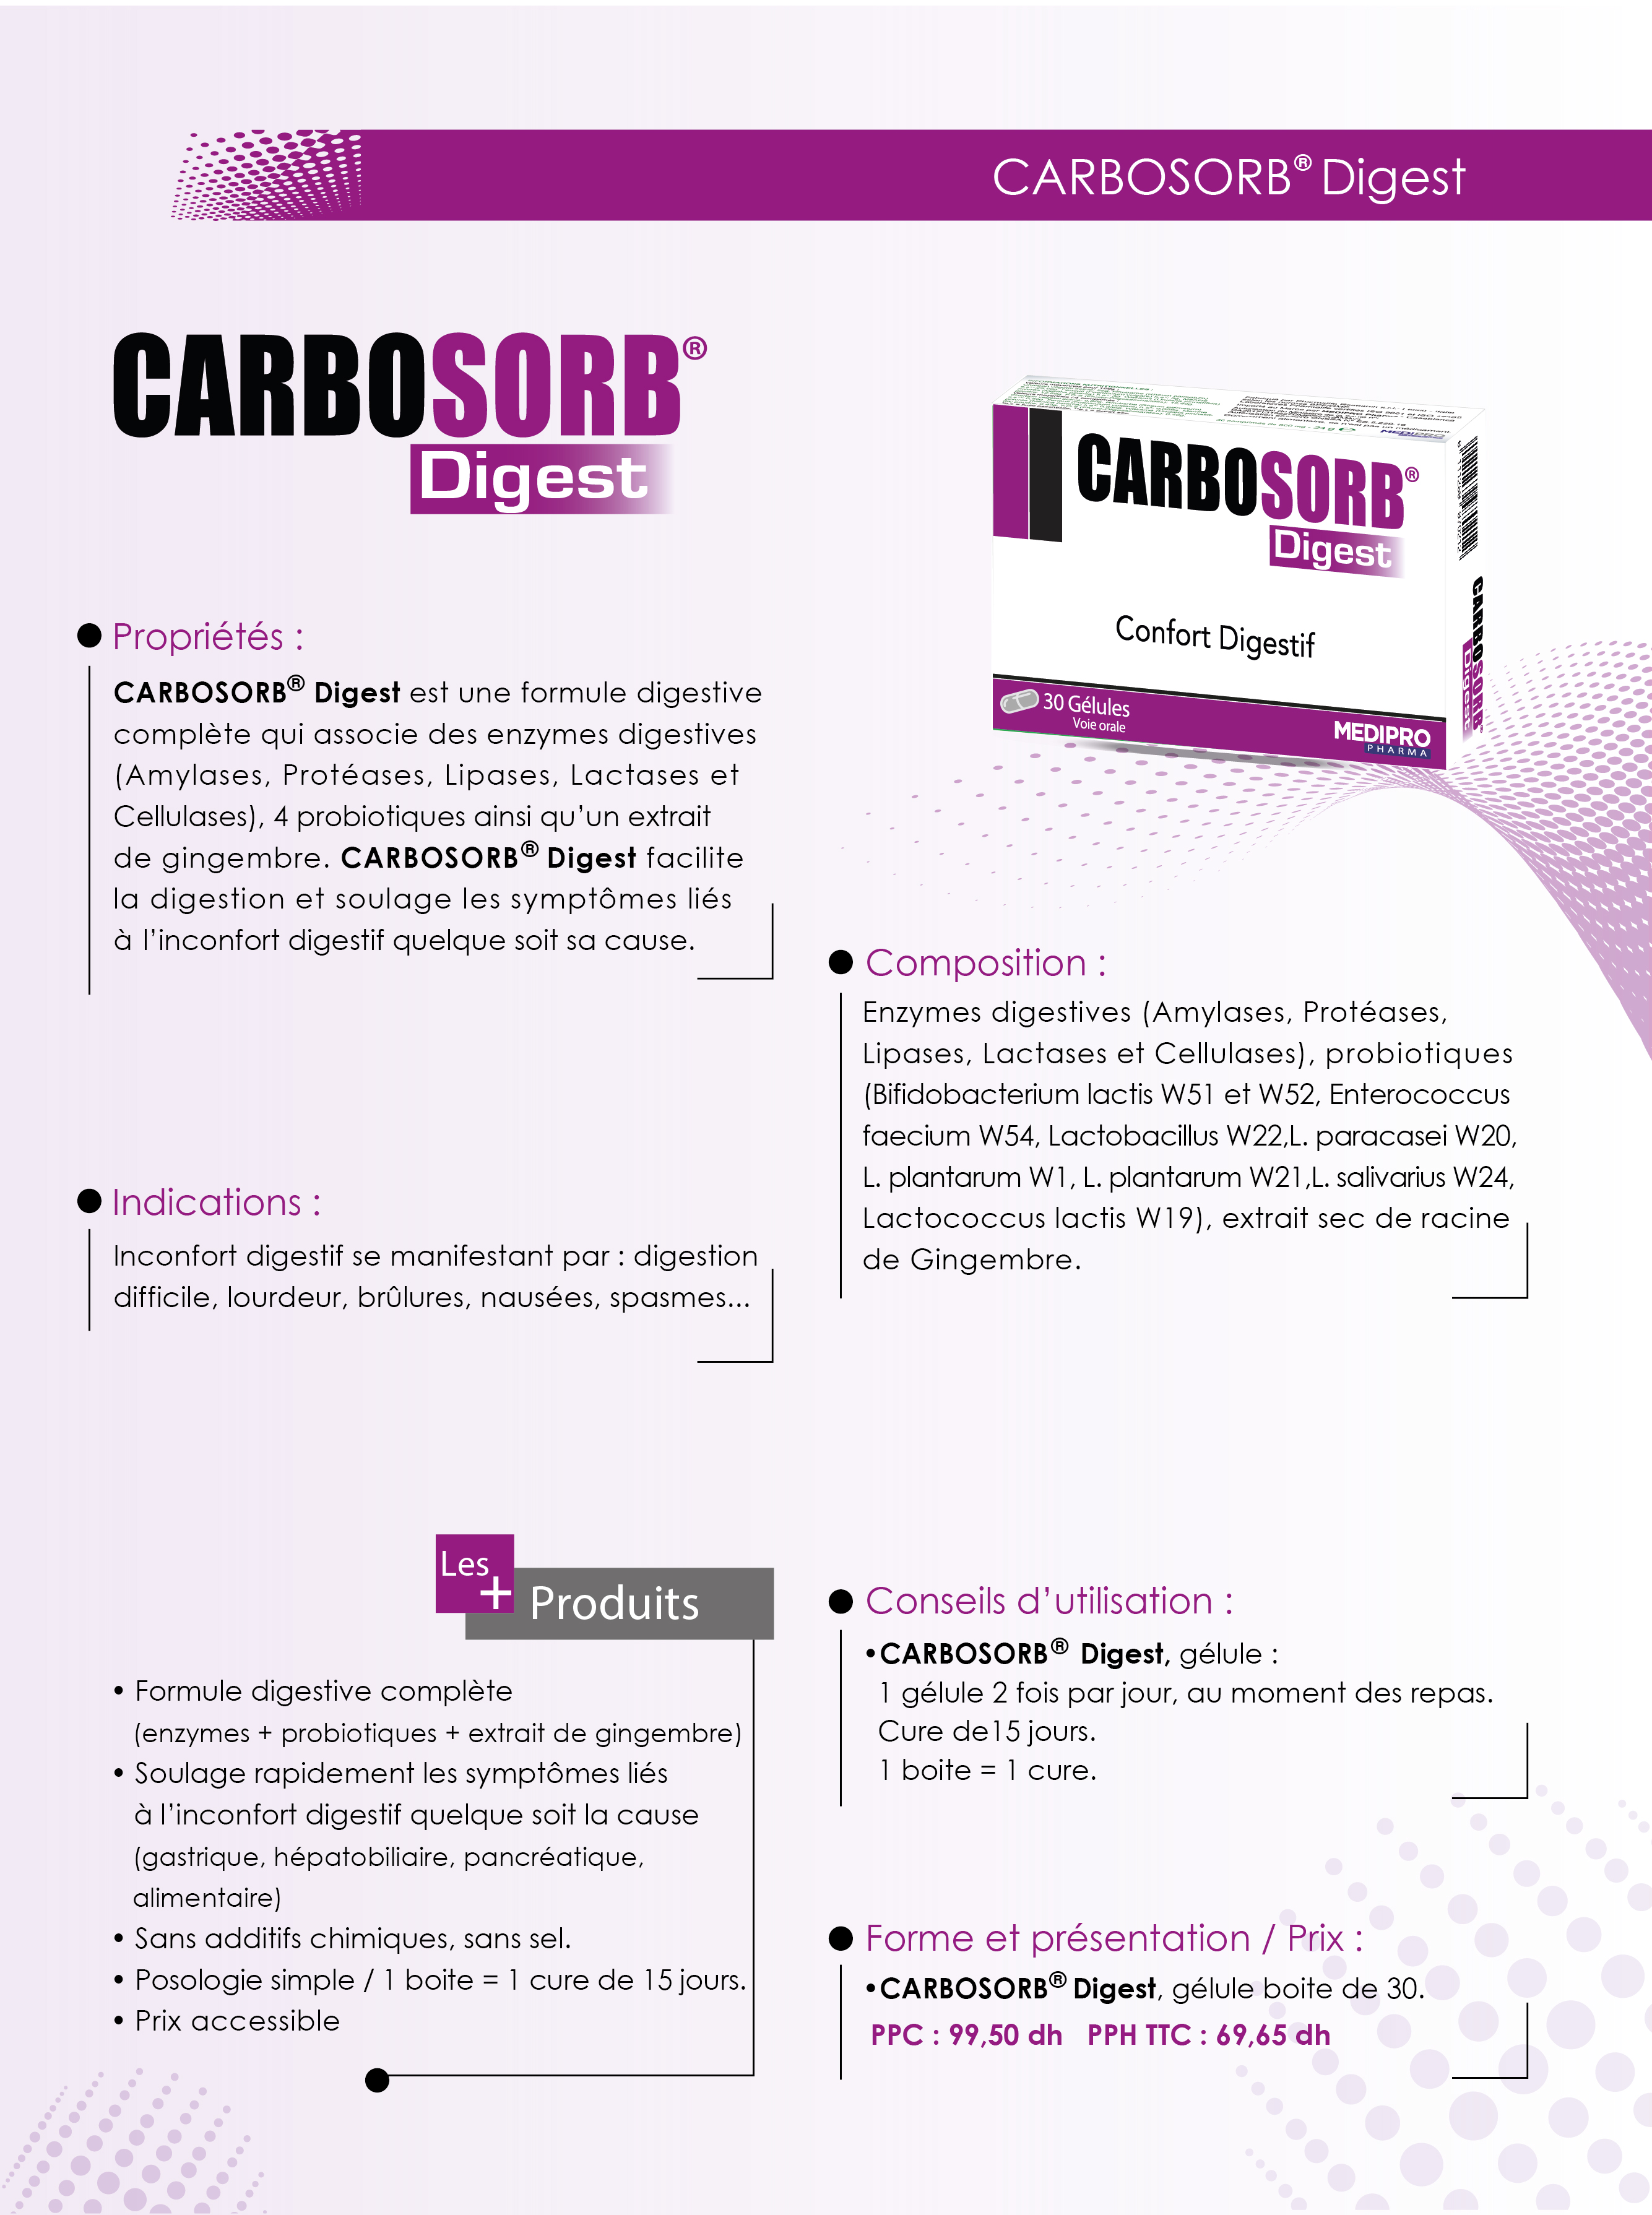 CARBOSORB® Digest
CARBOSORB®
Digest
CARBOSORB®
Digest
Confort Digestif
30 Gélules
Voie orale
MEDIPRO
PHARMA
CARBOSORB®
Digest
Propriétés :
CARBOSORB® Digest est une formule digestive
complète qui associe des enzymes digestives
(Amylases, Protéases, Lipases, Lactases et
Cellulases), 4 probiotiques ainsi qu’un extrait
de gingembre. CARBOSORB® Digest facilite
la digestion et soulage les symptômes liés
à l’inconfort digestif quelque soit sa cause.
Composition :
Enzymes digestives (Amylases, Protéases,
Lipases, Lactases et Cellulases), probiotiques
(Bifidobacterium lactis W51 et W52, Enterococcus
faecium W54, Lactobacillus W22,L. paracasei W20,
L. plantarum W1, L. plantarum W21,L. salivarius W24,
Lactococcus lactis W19), extrait sec de racine
de Gingembre.
Indications :
Inconfort digestif se manifestant par : digestion
difficile, lourdeur, brûlures, nausées, spasmes...
Les +
Produits
• Formule digestive complète
(enzymes + probiotiques + extrait de gingembre)
• Soulage rapidement les symptômes liés
à l’inconfort digestif quelque soit la cause
(gastrique, hépatobiliaire, pancréatique,
alimentaire)
• Sans additifs chimiques, sans sel.
• Posologie simple / 1 boite = 1 cure de 15 jours.
• Prix accessible
Conseils d’utilisation :
•CARBOSORB® Digest, gélule :
1 gélule 2 fois par jour, au moment des repas.
Cure de15 jours.
1 boite = 1 cure.
Forme et présentation / Prix :
•CARBOSORB® Digest, gélule boite de 30.
PPC : 99,50 dh PPH TTC : 69,65 dh